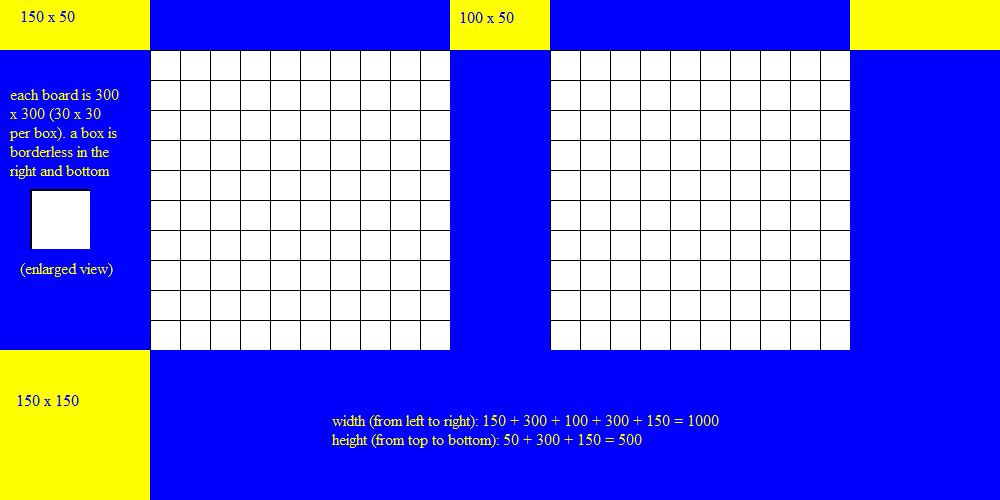 150 x 50
100 x 50
each board is 300
x 300 (30 x 30
per box). a box is
borderless in the
right and bottom
(enlarged view)
150 x 150
width (from left to right): 150 + 300 + 100 + 300 + 150 = 1000
height (from top to bottom): 50 + 300 + 150 = 500